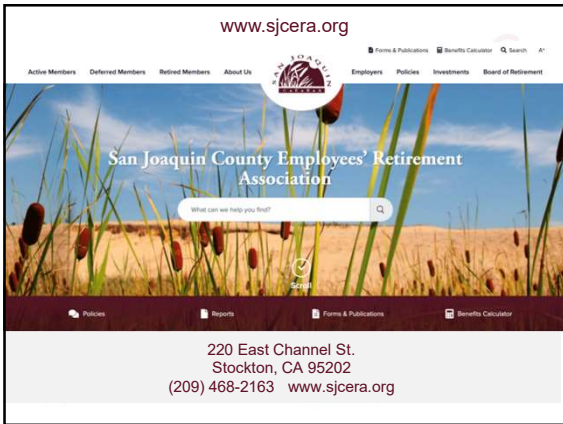 www.sjcera.org
Forms & Publications Benefits Calculator Search A+
Active Members Deferred Members Retired Members About Us
SAN JOAQUIN
Employers Policies Investments Board of Retirement
San Joaquin County Employees' Retirement
Association
What can we help you find?
Scroll
Policies Reports Forms & Publications Benefits Calculator
220 East Channel St.
Stockton, CA 95202
(209) 468-2163 www.sjcera.org